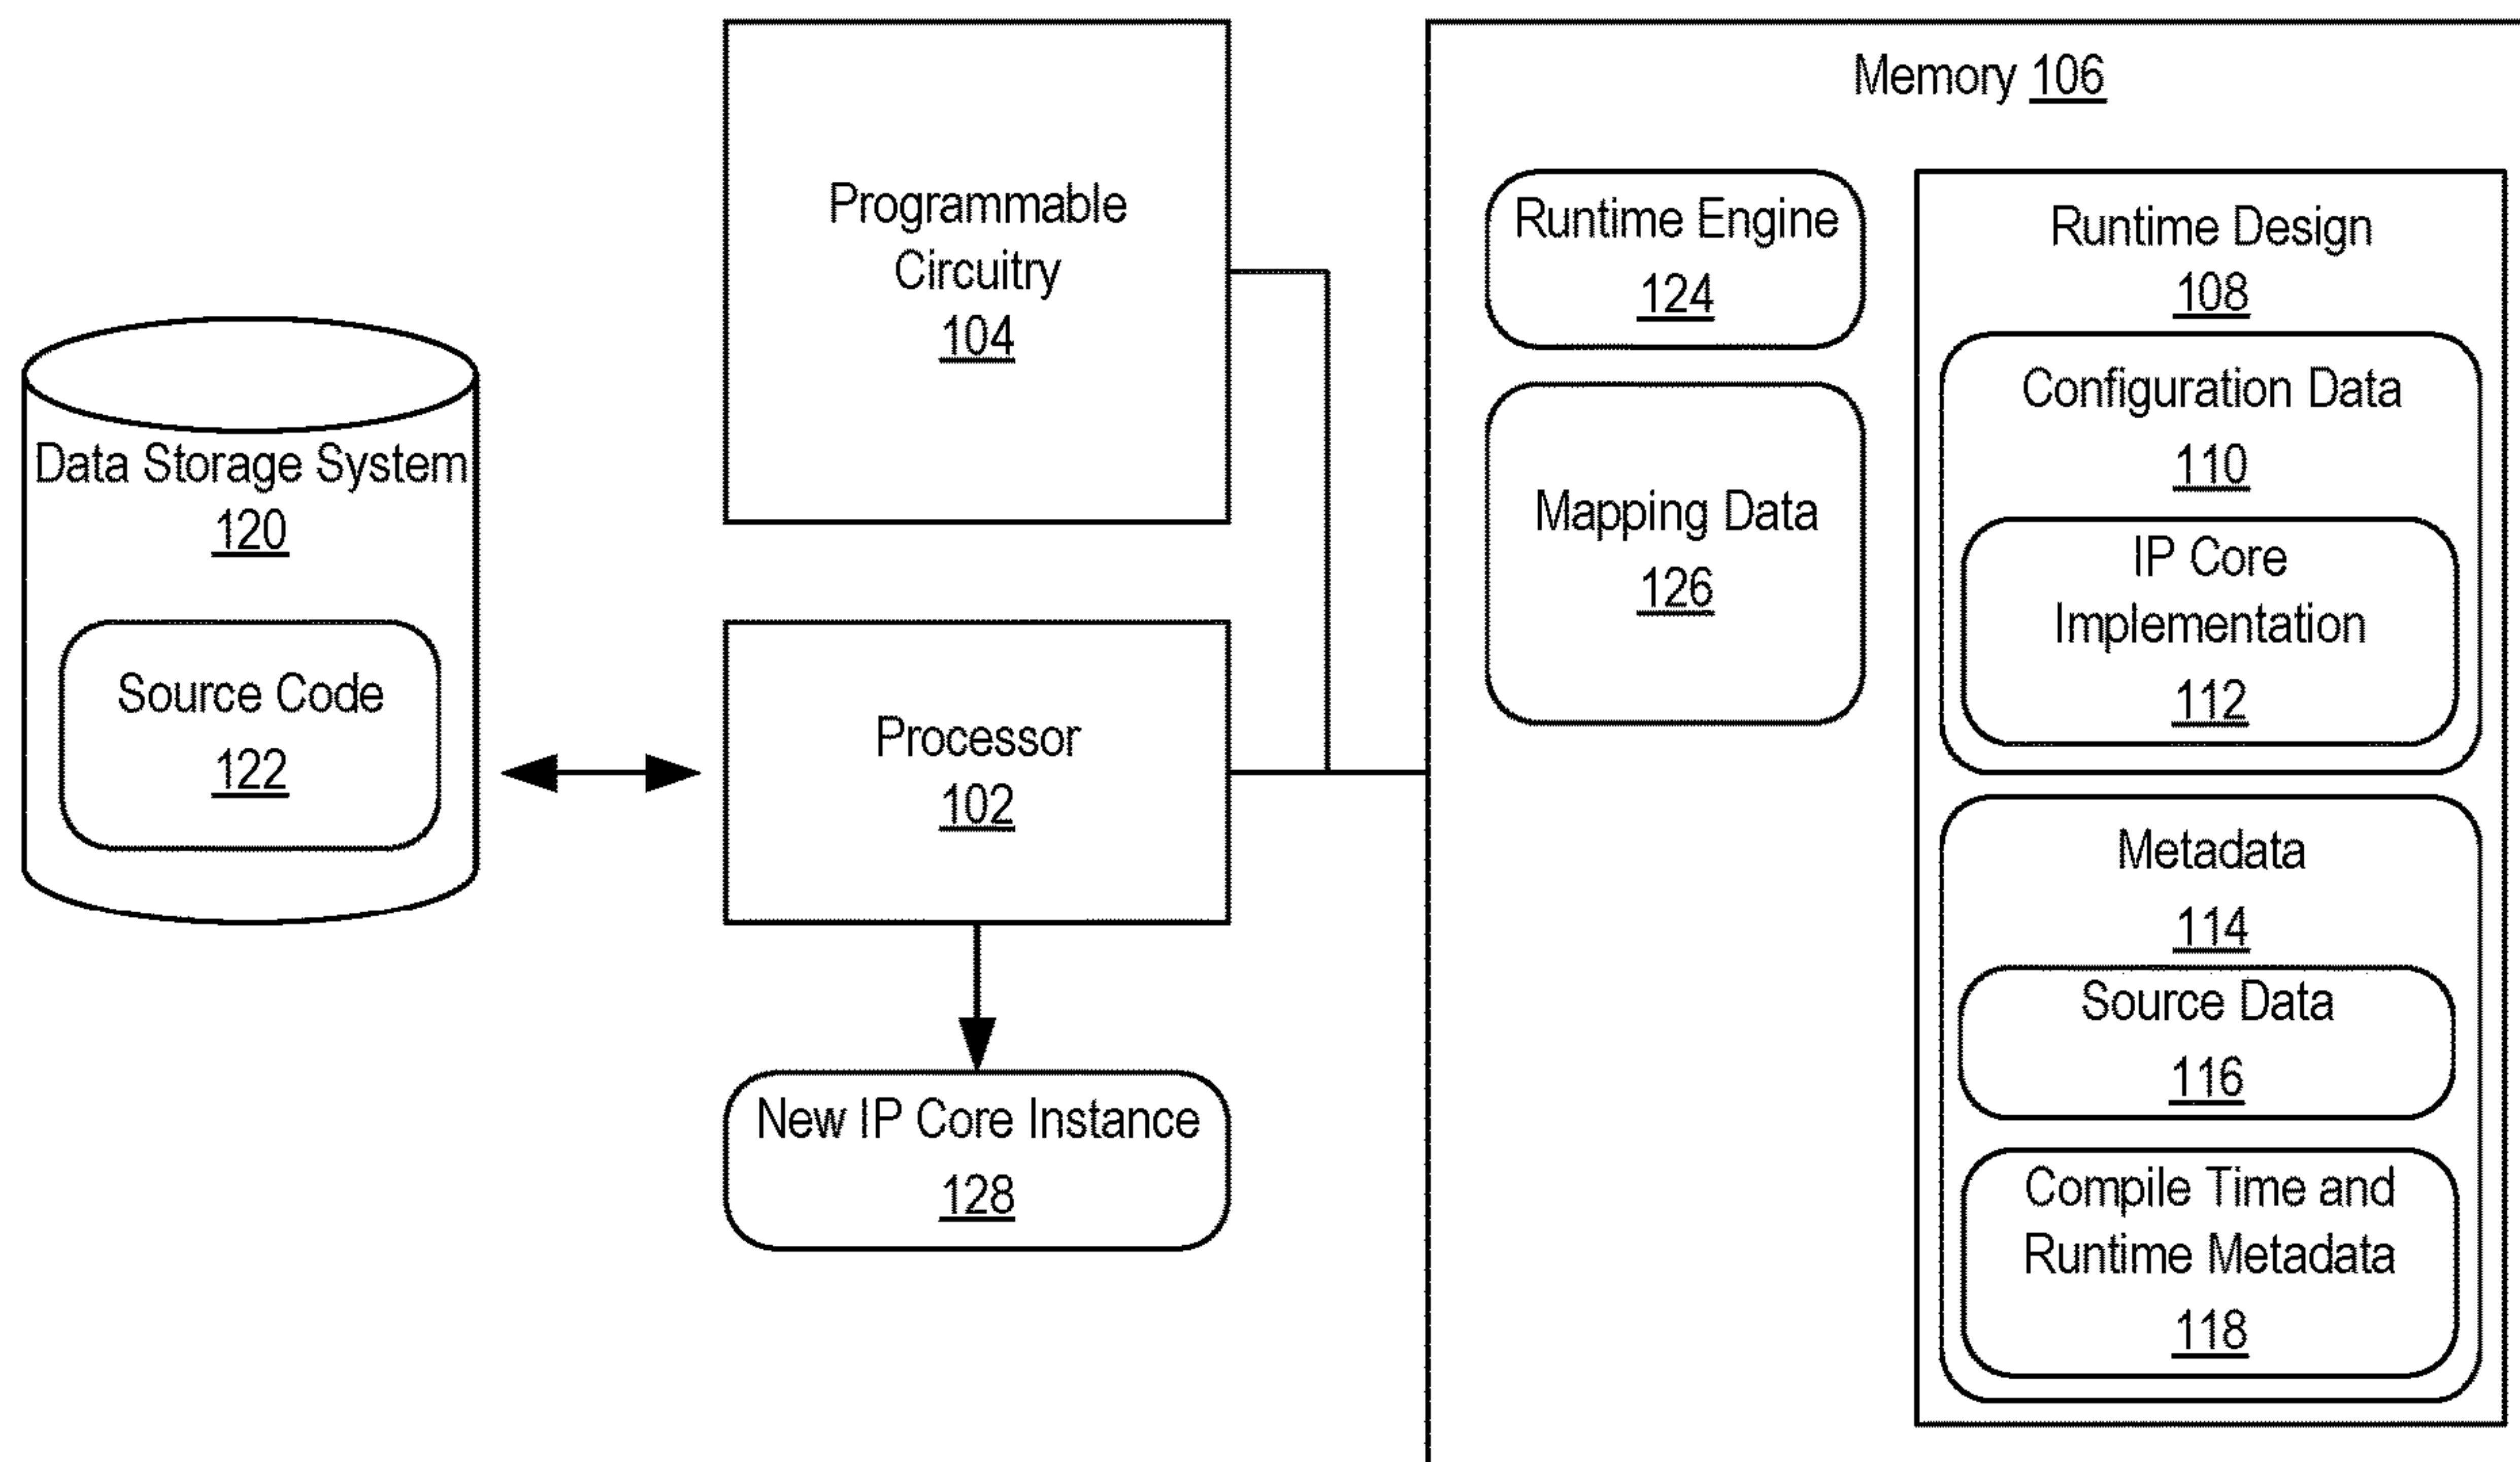 Data Storage System
120
Source Code
122
Programmable
Circuitry
104
Processor
102
New IP Core Instance
128
Memory 106
Runtime Engine
124
Mapping Data
126
Runtime Design
108
Configuration Data
110
IP Core
Implementation
112
Metadata
114
Source Data
116
Compile Time and
Runtime Metadata
118